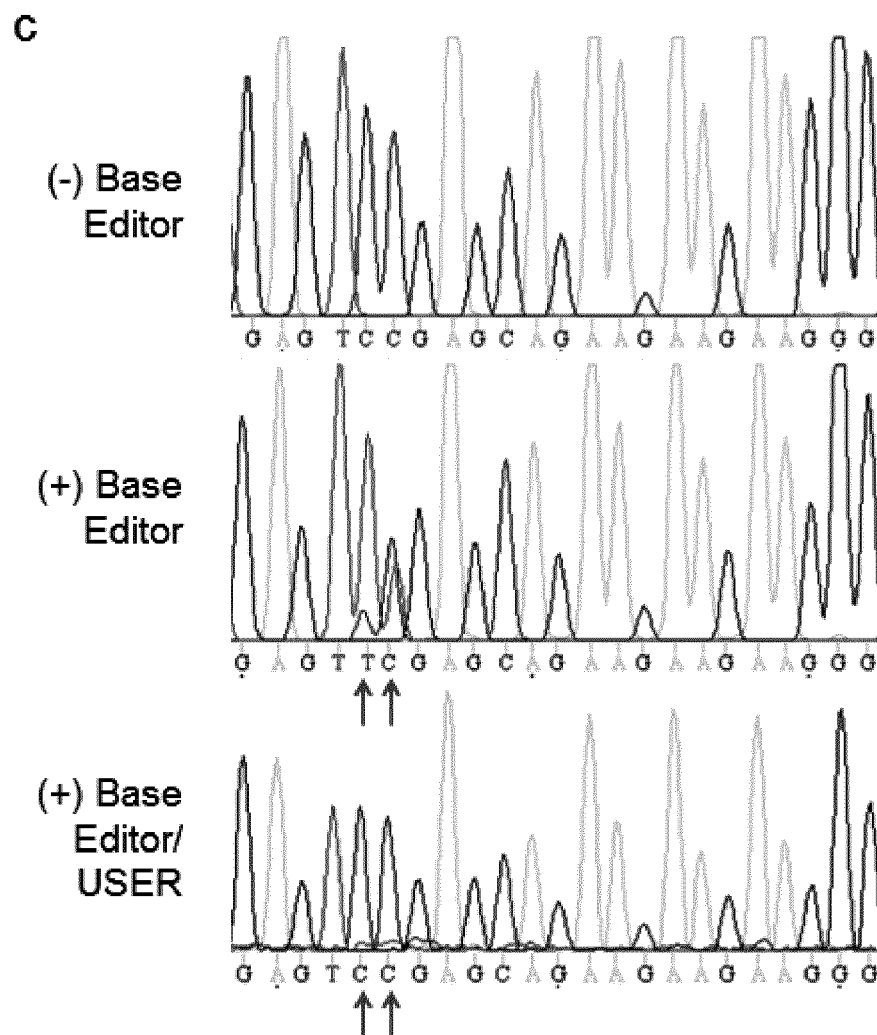 C
(-) Base
Editor
G A G T C C G A G C A G A A G A A G A A G G G
(+) Base
Editor
G A G T T C G A G C A G A A G A A G A A G G G
(+) Base
Editor/
USER
G A G T C C G A G C A G A A G A A G A A G G G